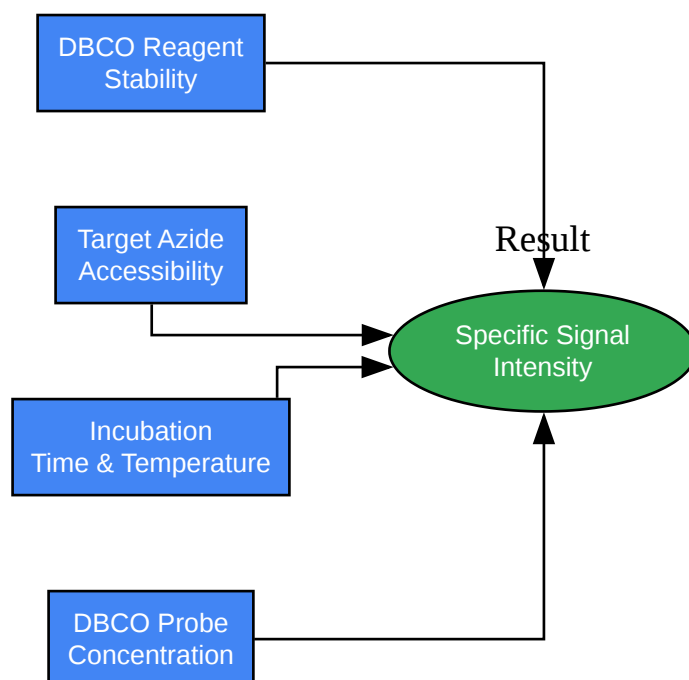 DBCO Reagent
Stability
Target Azide
Accessibility
Result
Specific Signal
Intensity
Incubation
Time & Temperature
DBCO Probe
Concentration